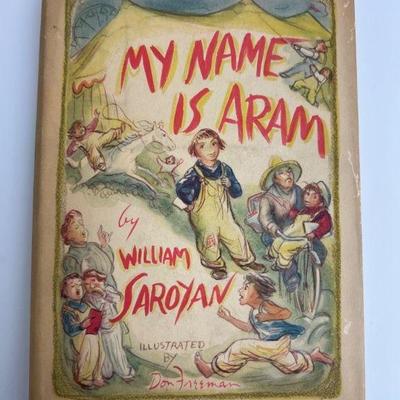 MY NAME
IS ARAM
by
WILLIAM
SAROYAN
ILLUSTRATED
BY
Don Freeman